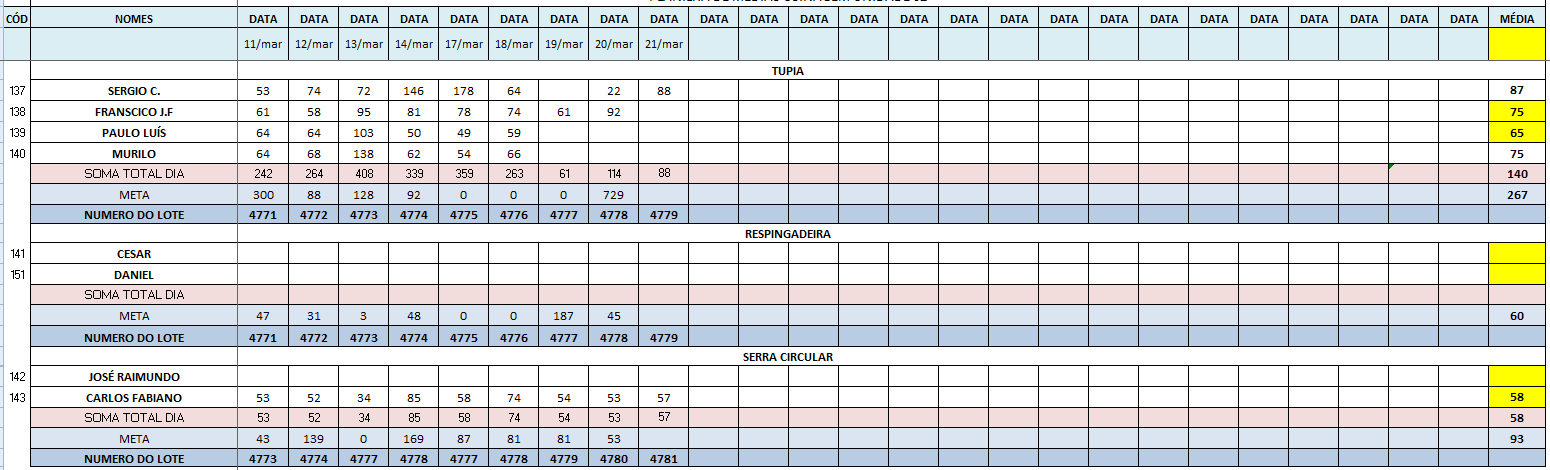 CÓD NOMES DATA DATA DATA DATA DATA DATA DATA DATA DATA DATA DATA DATA DATA DATA DATA DATA DATA DATA DATA DATA DATA DATA DATA DATA DATA MÉDIA
11/mar 12/mar 13/mar 14/mar 17/mar 18/mar 19/mar 20/mar 21/mar
TUPIA
137 SERGIO C. 53 74 72 146 178 64 22 88 87
138 FRANSCICO J.F 61 58 95 81 78 74 61 92 75
139 PAULO LUÍS 64 64 103 50 49 59 65
140 MURILO 64 68 138 62 54 66 75
SOMA TOTAL DIA 242 264 408 339 359 263 61 114 88 140
META 300 88 128 92 0 0 0 729 267
NUMERO DO LOTE 4771 4772 4773 4774 4775 4776 4777 4778 4779
RESPINGADEIRA
141 CESAR
151 DANIEL
SOMA TOTAL DIA
META 47 31 3 48 0 0 187 45 60
NUMERO DO LOTE 4771 4772 4773 4774 4775 4776 4777 4778 4779
SERRA CIRCULAR
142 JOSÉ RAIMUNDO
143 CARLOS FABIANO 53 52 34 85 58 74 54 53 57 58
SOMA TOTAL DIA 53 52 34 85 58 74 54 53 57 58
META 43 139 0 169 87 81 81 53 93
NUMERO DO LOTE 4773 4774 4777 4778 4777 4778 4779 4780 4781